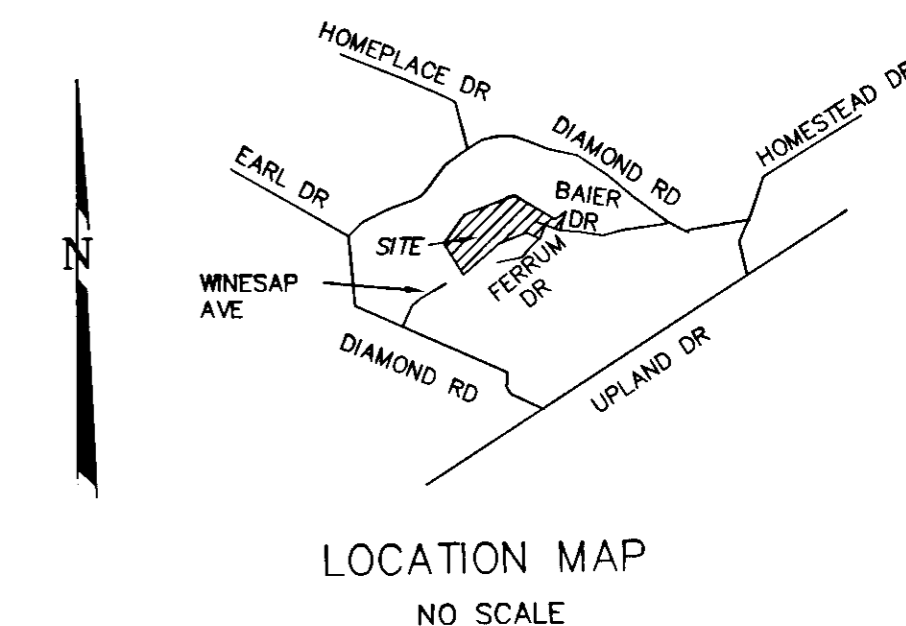 HOMEPLACE DR
HOMESTEAD DR
DIAMOND RD
EARL DR
BAIER
DR
SITE
N
WINESAP
AVE
FERRUM
DR
DIAMOND RD
UPLAND DR
LOCATION MAP
NO SCALE